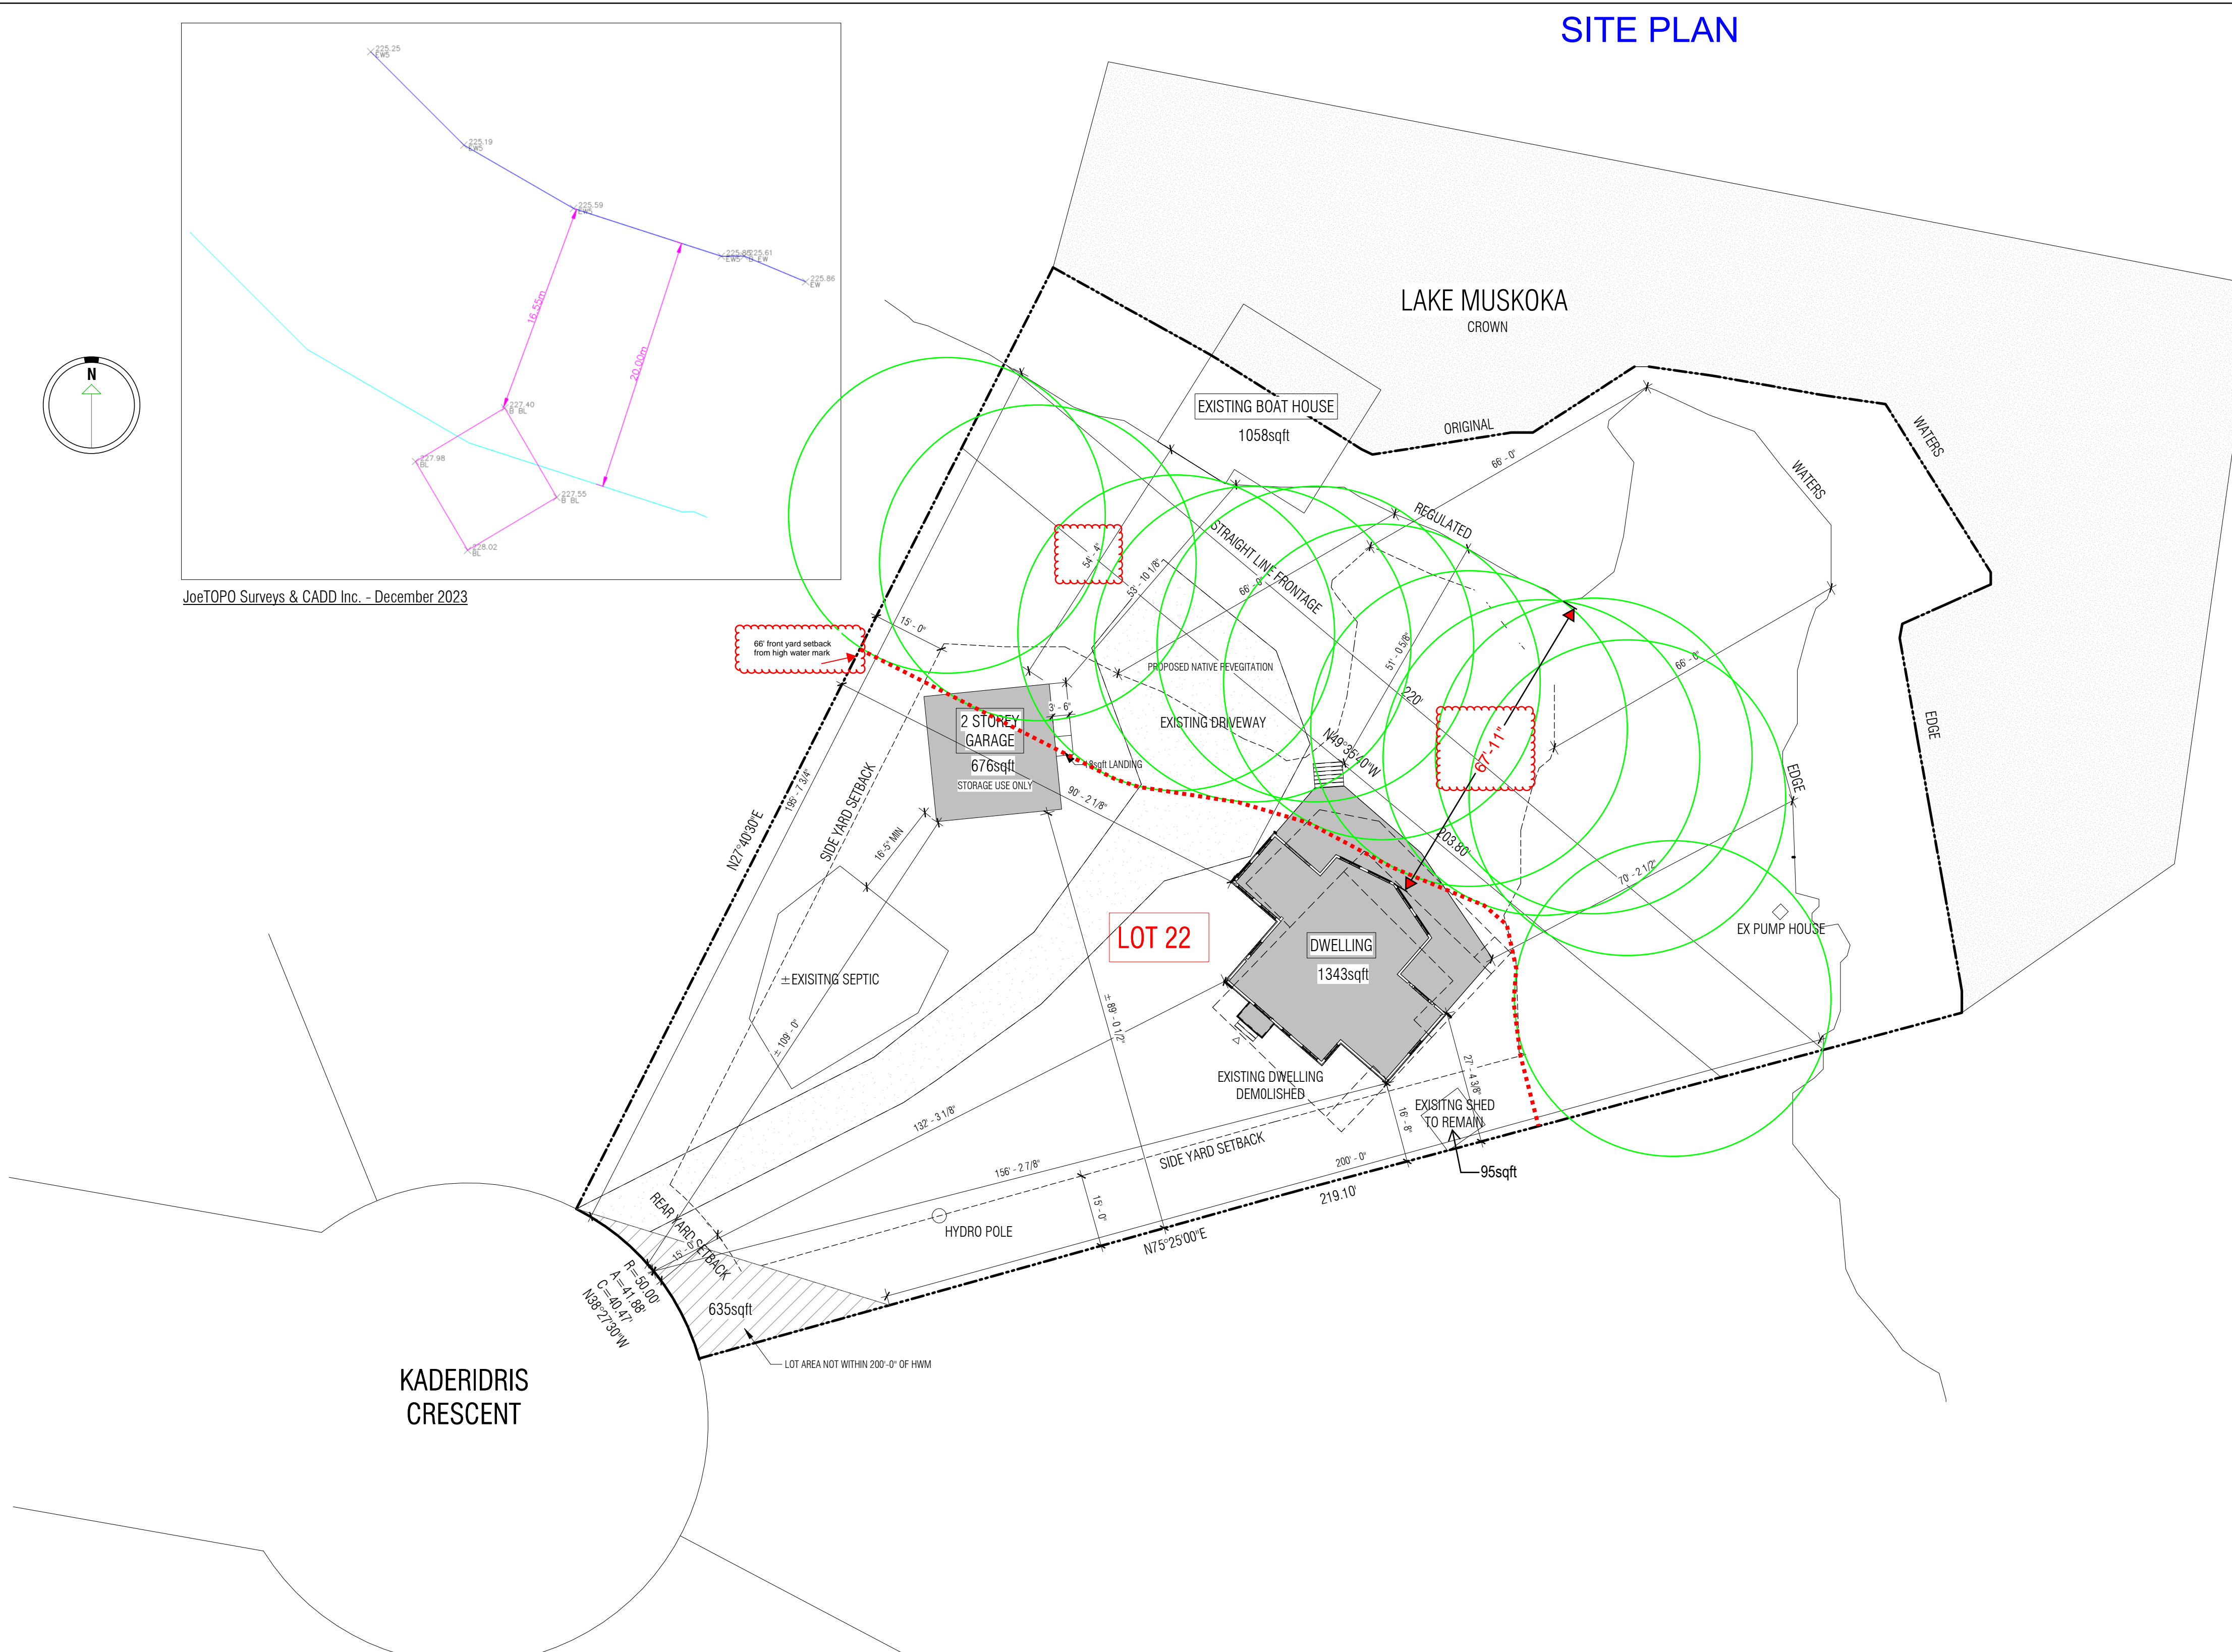 SITE PLAN
225.25
EWS
225.19
EWS
225.59
EWS
225.61
B EW
225.86
EW
16.55m
20.00m
227.40
B BL
227.98
BL
227.55
B BL
228.02
BL
JoeTOPO Surveys & CADD Inc. - December 2023
N
LAKE MUSKOKA
CROWN
EXISTING BOAT HOUSE
1058sqft
ORIGINAL
WATERS
EDGE
66' - 0"
REGULATED
WATERS
EDGE
STRAIGHT LINE FRONTAGE
54' - 4"
53' - 10 1/8"
66' - 0"
51' - 0 5/8"
66' - 0"
220'
67'-11"
15' - 0"
66' front yard setback
from high water mark
PROPOSED NATIVE REVEGITATION
EXISTING DRIVEWAY
N49°35'40"W
203.80'
70' - 2 1/2"
2 STOREY
GARAGE
676sqft
STORAGE USE ONLY
3' - 6"
18sqft LANDING
90' - 2 1/8"
195' - 7 3/4"
N27°40'30"E
SIDE YARD SETBACK
16'-5" MIN
EX PUMP HOUSE
LOT 22
DWELLING
1343sqft
±EXISITNG SEPTIC
± 109' - 0"
± 89' - 0 1/2"
132' - 3 1/8"
EXISTING DWELLING
DEMOLISHED
27' - 4 3/8"
16' - 8"
EXISITNG SHED
TO REMAIN
95sqft
156' - 2 7/8"
SIDE YARD SETBACK
200' - 0"
219.10'
15' - 0"
N75°25'00"E
HYDRO POLE
REAR YARD SETBACK
15' - 0"
R=50.00'
A=41.88'
C=40.47'
N38°27'30"W
635sqft
LOT AREA NOT WITHIN 200'-0" OF HWM
KADERIDRIS
CRESCENT